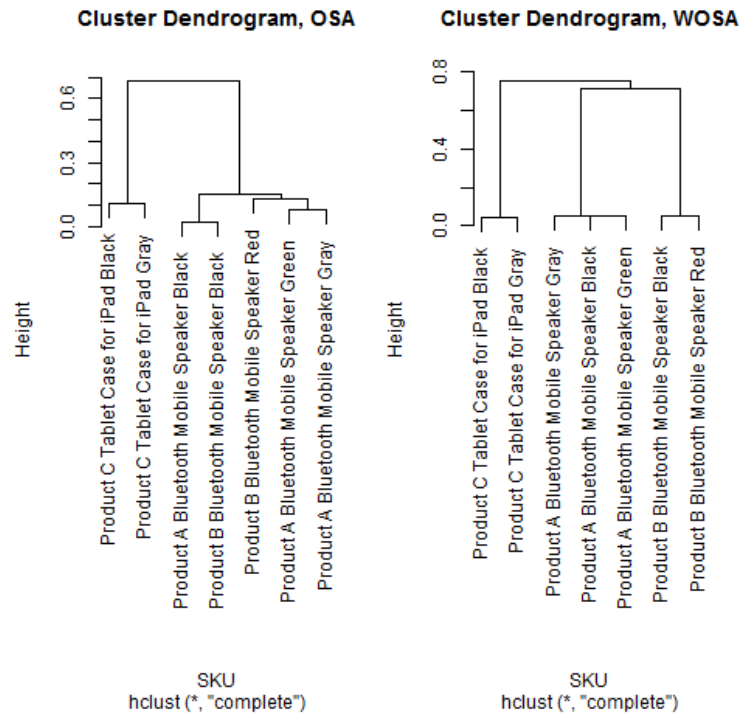 Cluster Dendrogram, OSA
Height
0.6
0.3
0.0
Product C Tablet Case for iPad Black
Product C Tablet Case for iPad Gray
Product A Bluetooth Mobile Speaker Black
Product B Bluetooth Mobile Speaker Black
Product B Bluetooth Mobile Speaker Red
Product A Bluetooth Mobile Speaker Green
Product A Bluetooth Mobile Speaker Gray
SKU
hclust (*, "complete")
Cluster Dendrogram, WOSA
Height
0.8
0.4
0.0
Product C Tablet Case for iPad Black
Product C Tablet Case for iPad Gray
Product A Bluetooth Mobile Speaker Gray
Product A Bluetooth Mobile Speaker Black
Product A Bluetooth Mobile Speaker Green
Product B Bluetooth Mobile Speaker Black
Product B Bluetooth Mobile Speaker Red
SKU
hclust (*, "complete")